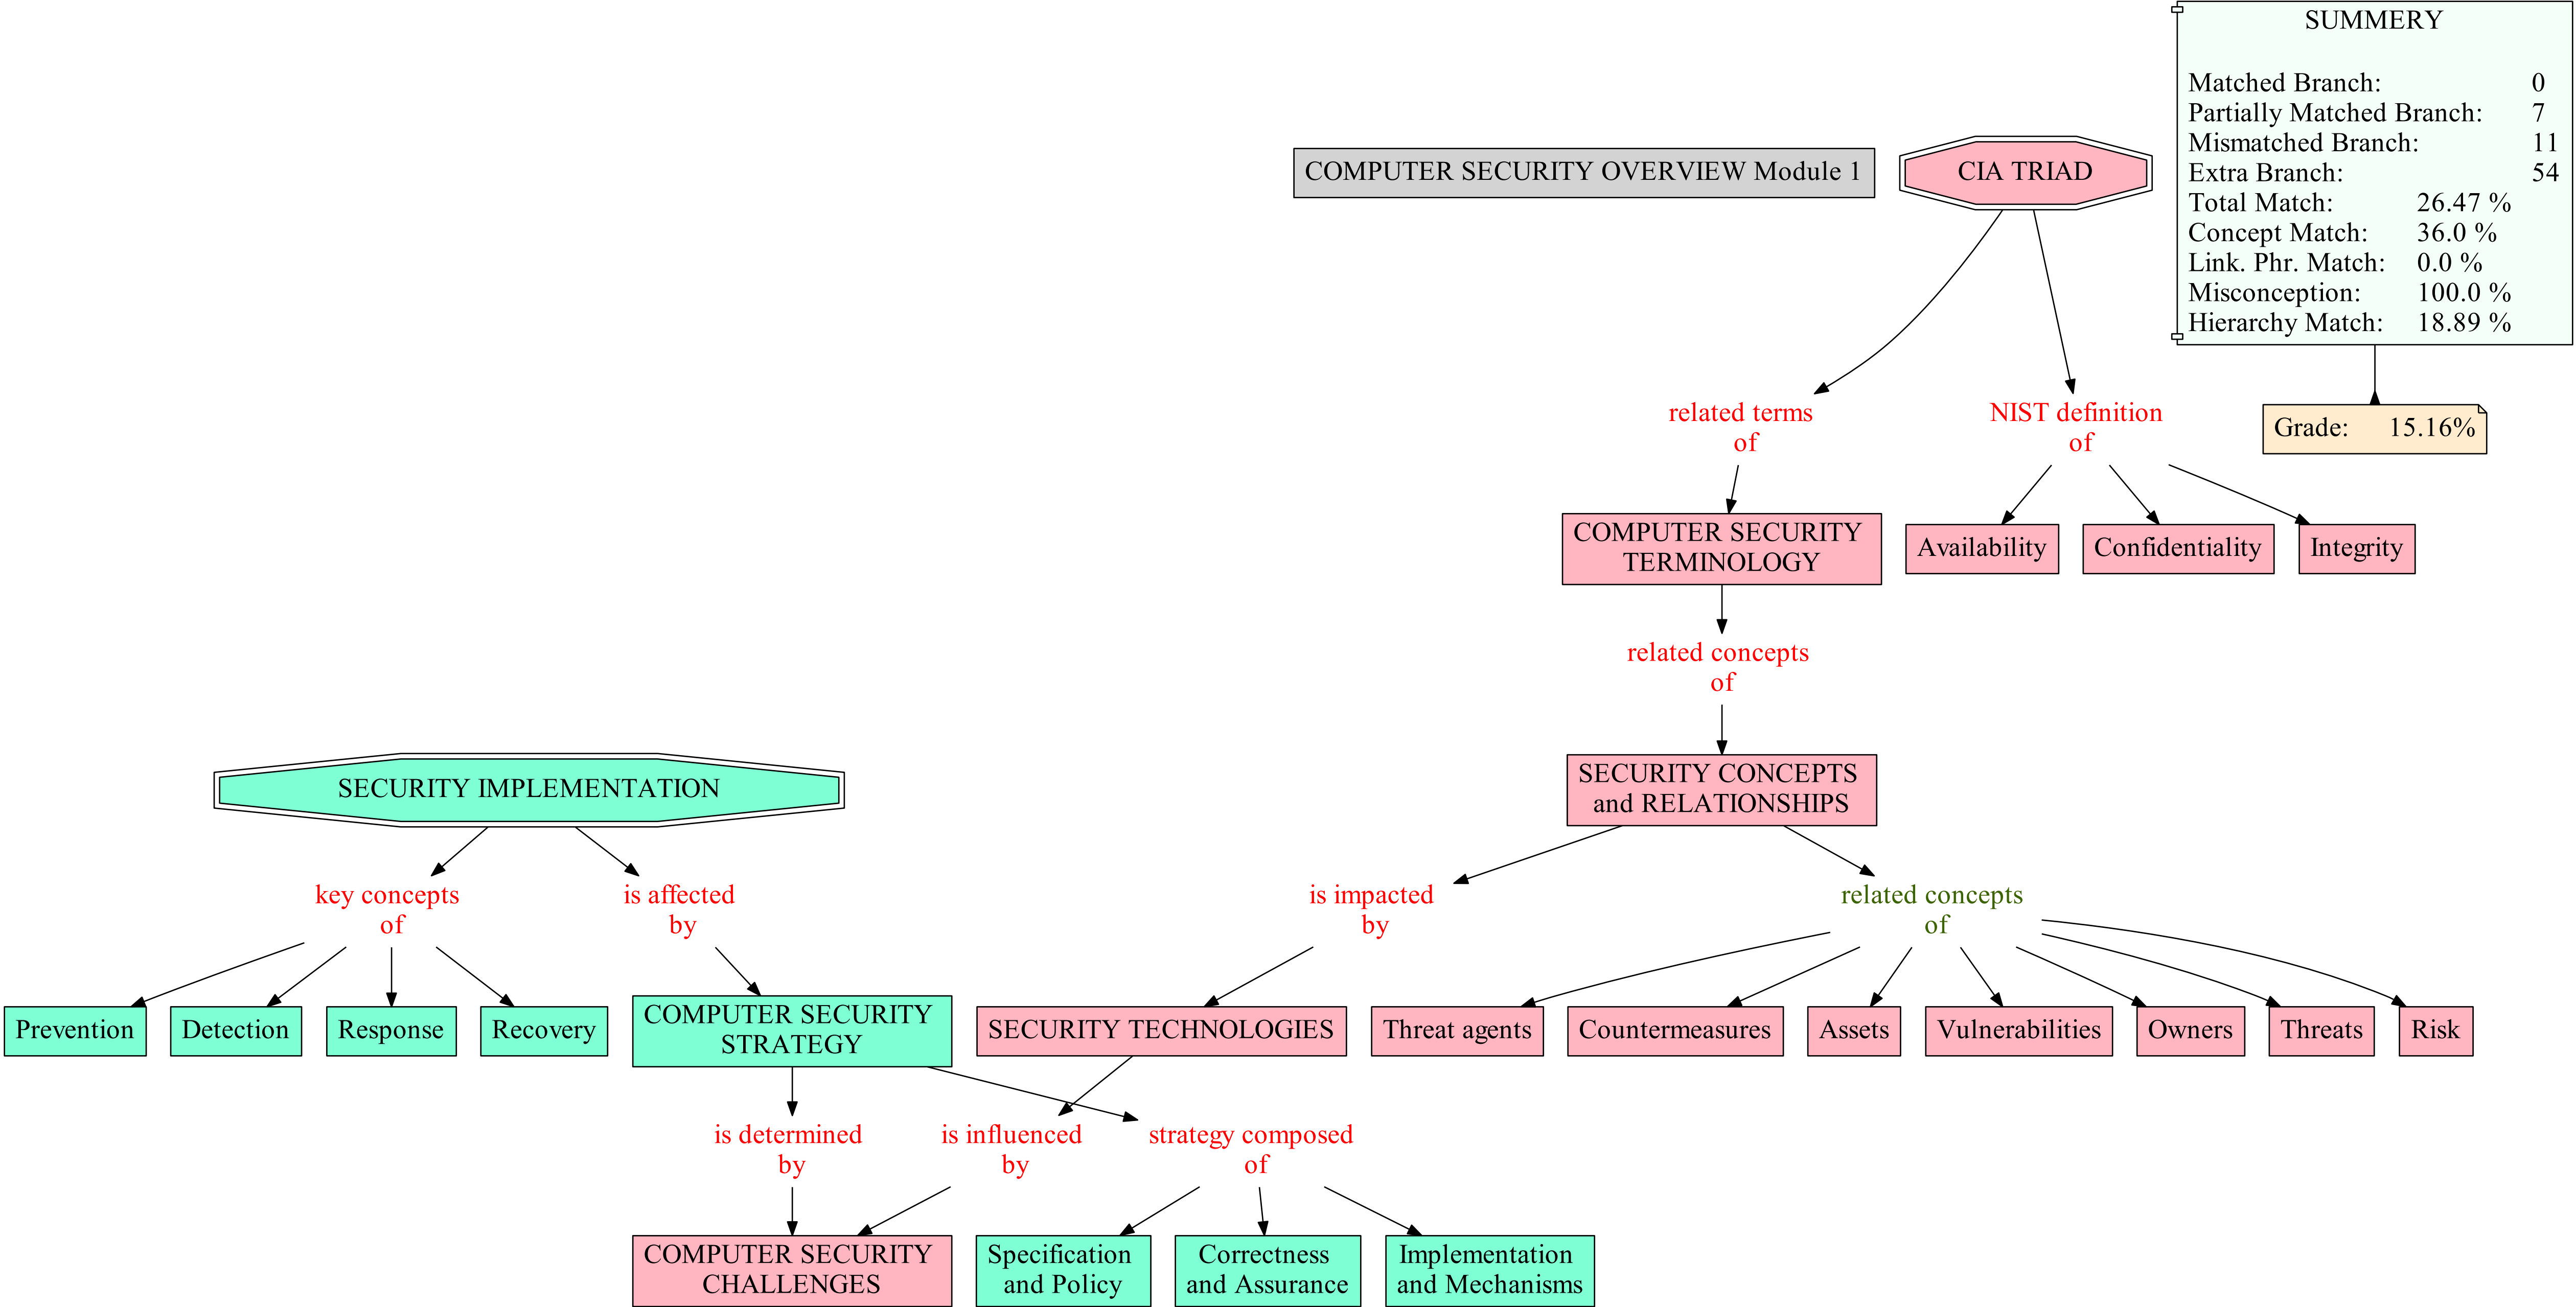 SUMMERY
Matched Branch: 0
Partially Matched Branch: 7
Mismatched Branch: 11
Extra Branch: 54
Total Match: 26.47 %
Concept Match: 36.0 %
Link. Phr. Match: 0.0 %
Misconception: 100.0 %
Hierarchy Match: 18.89 %
COMPUTER SECURITY OVERVIEW Module 1
CIA TRIAD
related terms
of
NIST definition
of
Grade: 15.16%
COMPUTER SECURITY
TERMINOLOGY
Availability
Confidentiality
Integrity
related concepts
of
SECURITY IMPLEMENTATION
SECURITY CONCEPTS
and RELATIONSHIPS
key concepts
of
is affected
by
is impacted
by
related concepts
of
Prevention
Detection
Response
Recovery
COMPUTER SECURITY
STRATEGY
SECURITY TECHNOLOGIES
Threat agents
Countermeasures
Assets
Vulnerabilities
Owners
Threats
Risk
is determined
by
is influenced
by
strategy composed
of
COMPUTER SECURITY
CHALLENGES
Specification
and Policy
Correctness
and Assurance
Implementation
and Mechanisms